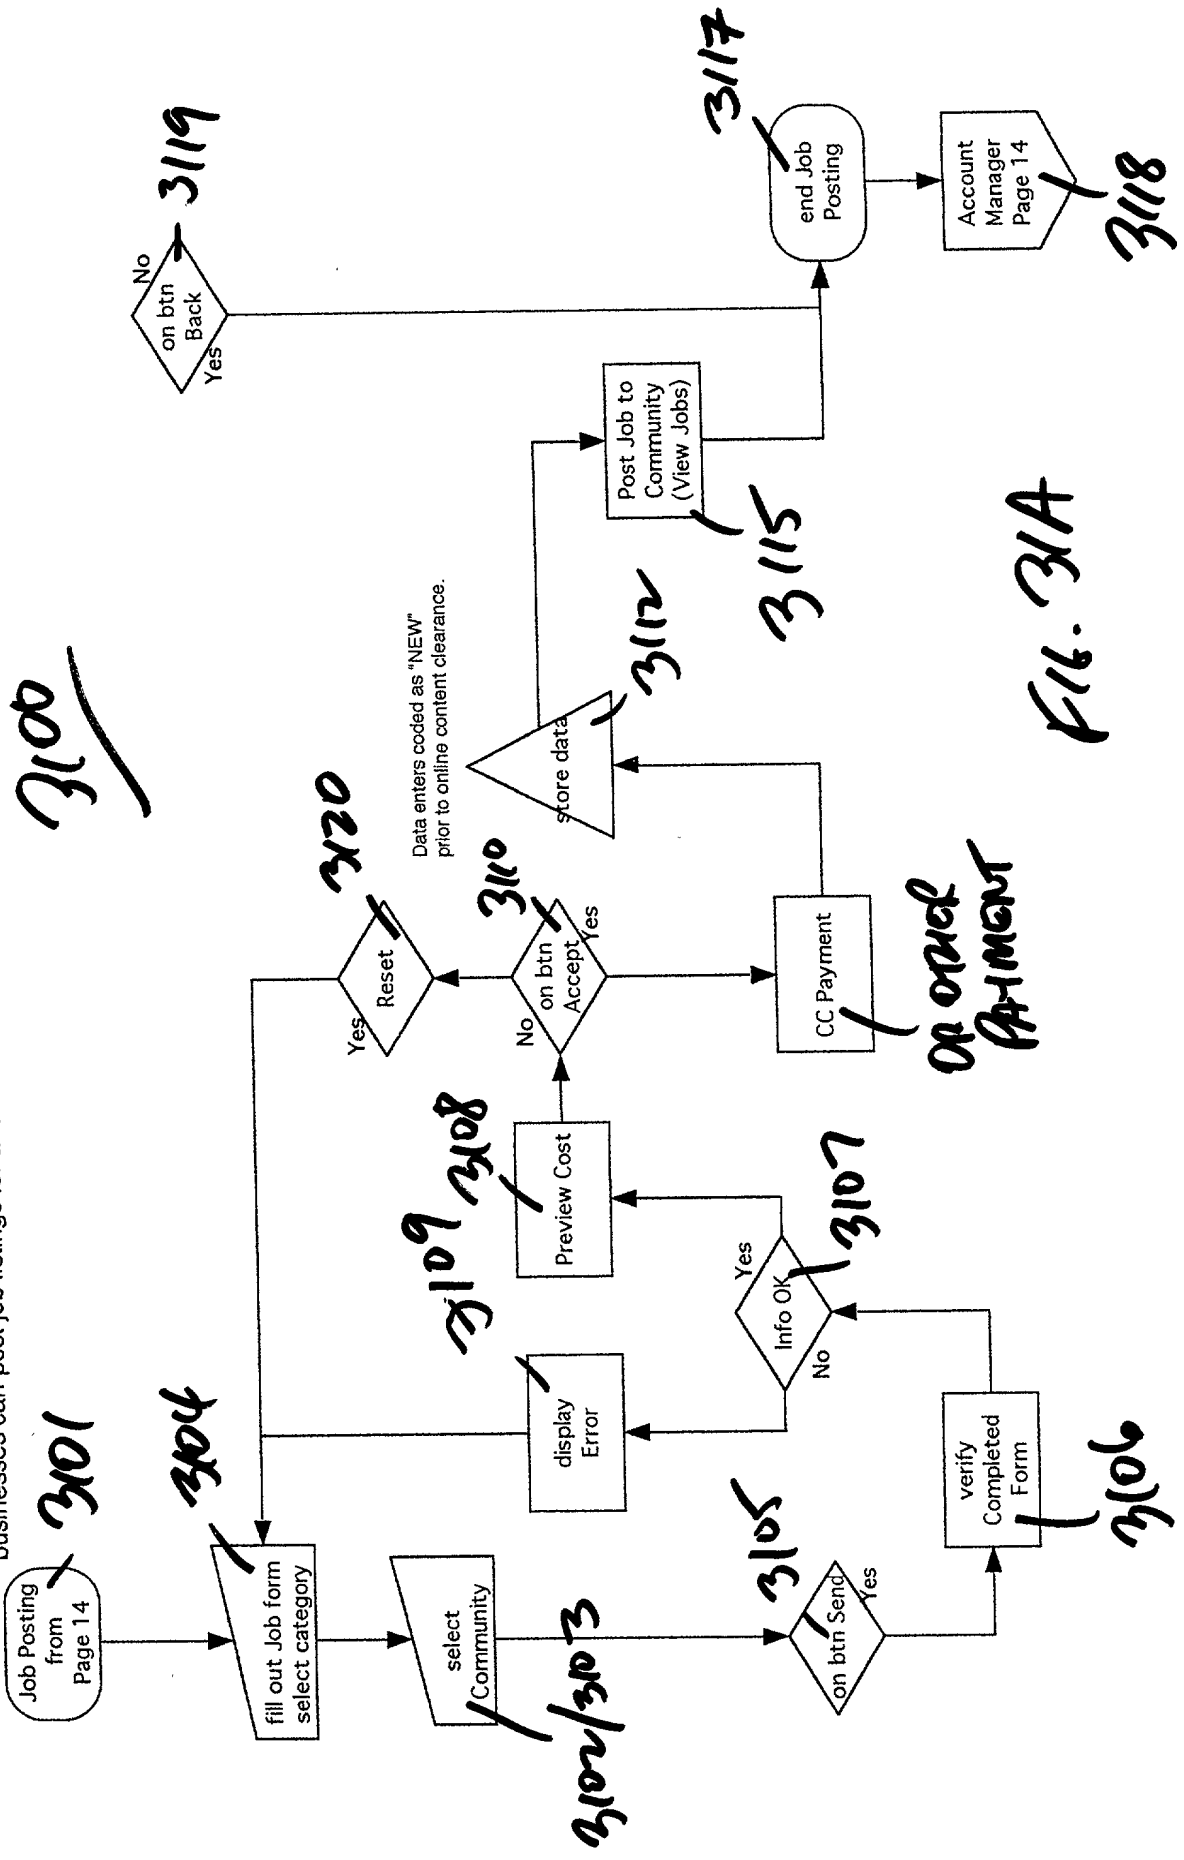 3100
businesses can post job listings for a
Job Posting
from
Page 14
3101
fill out Job form
select category
3104
select
Community
3102/3103
on btn Send
Yes
3105
verify
Completed
Form
3106
Info OK
Yes
No
3107
display
Error
3109
Preview Cost
3108
on btn
Accept
No
Yes
3110
Reset
Yes
3120
CC Payment
OR OTHER
PAYMENT
Data enters coded as "NEW"
prior to online content clearance.
store data
3112
Post Job to
Community
(View Jobs)
3115
on btn
Back
No
Yes
3119
end Job
Posting
3117
Account
Manager
Page 14
3118
FIG. 31A